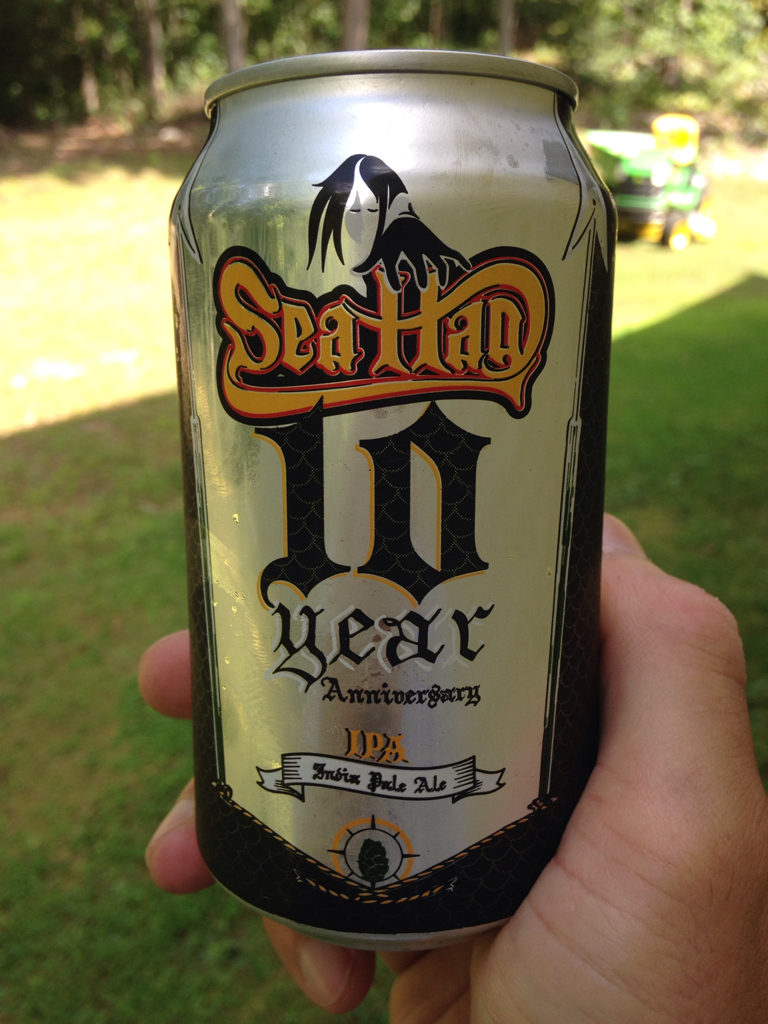 Sea Hag
10
year
Anniversary
IPA
India Pale Ale